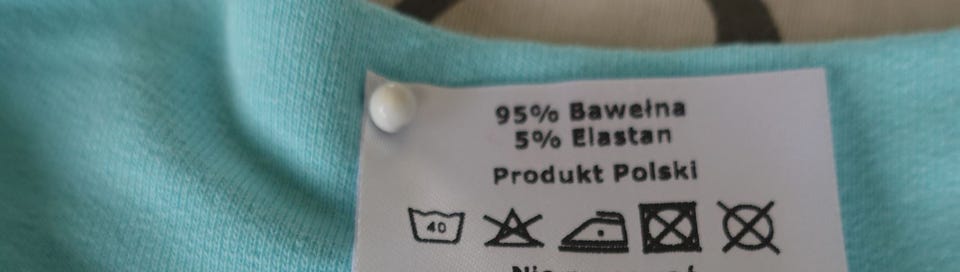 95% Bawełna
5% Elastan
Produkt Polski
40